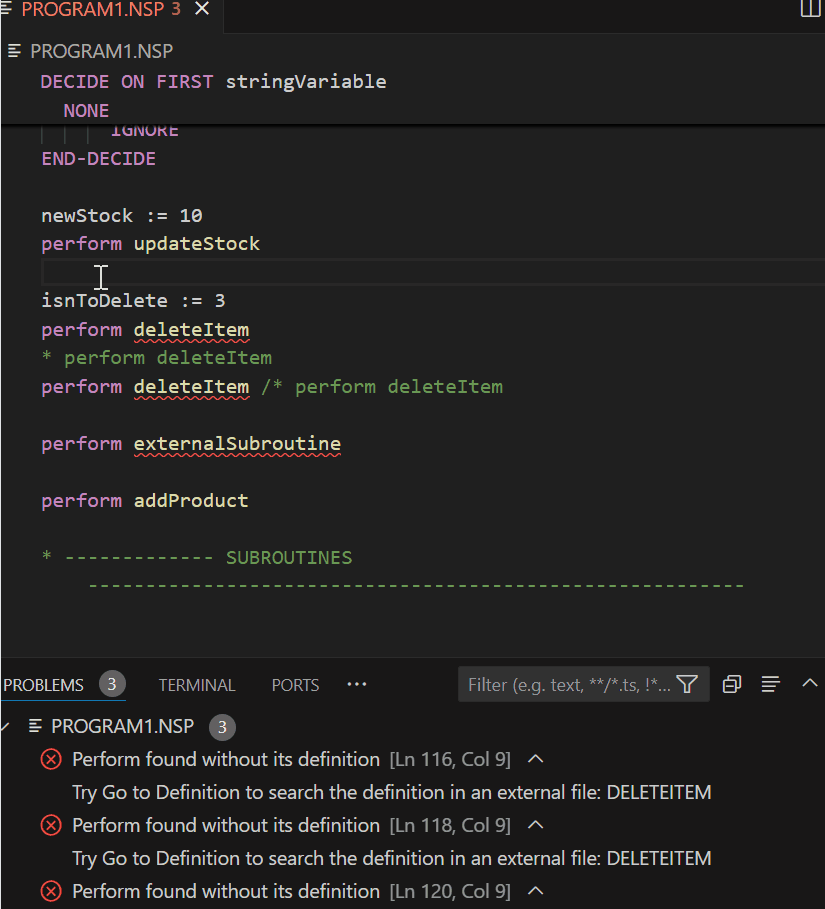 PROGRAM1.NSP 3
PROGRAM1.NSP
DECIDE ON FIRST stringVariable
NONE
IGNORE
END-DECIDE
newStock := 10
perform updateStock
isnToDelete := 3
perform deleteItem
* perform deleteItem
perform deleteItem /* perform deleteItem
perform externalSubroutine
perform addProduct
* ------------- SUBROUTINES
---------------------------------------------------------
PROBLEMS 3 TERMINAL PORTS ··· Filter (e.g. text, **/*.ts, !*...
PROGRAM1.NSP 3
Perform found without its definition [Ln 116, Col 9]
Try Go to Definition to search the definition in an external file: DELETEITEM
Perform found without its definition [Ln 118, Col 9]
Try Go to Definition to search the definition in an external file: DELETEITEM
Perform found without its definition [Ln 120, Col 9]